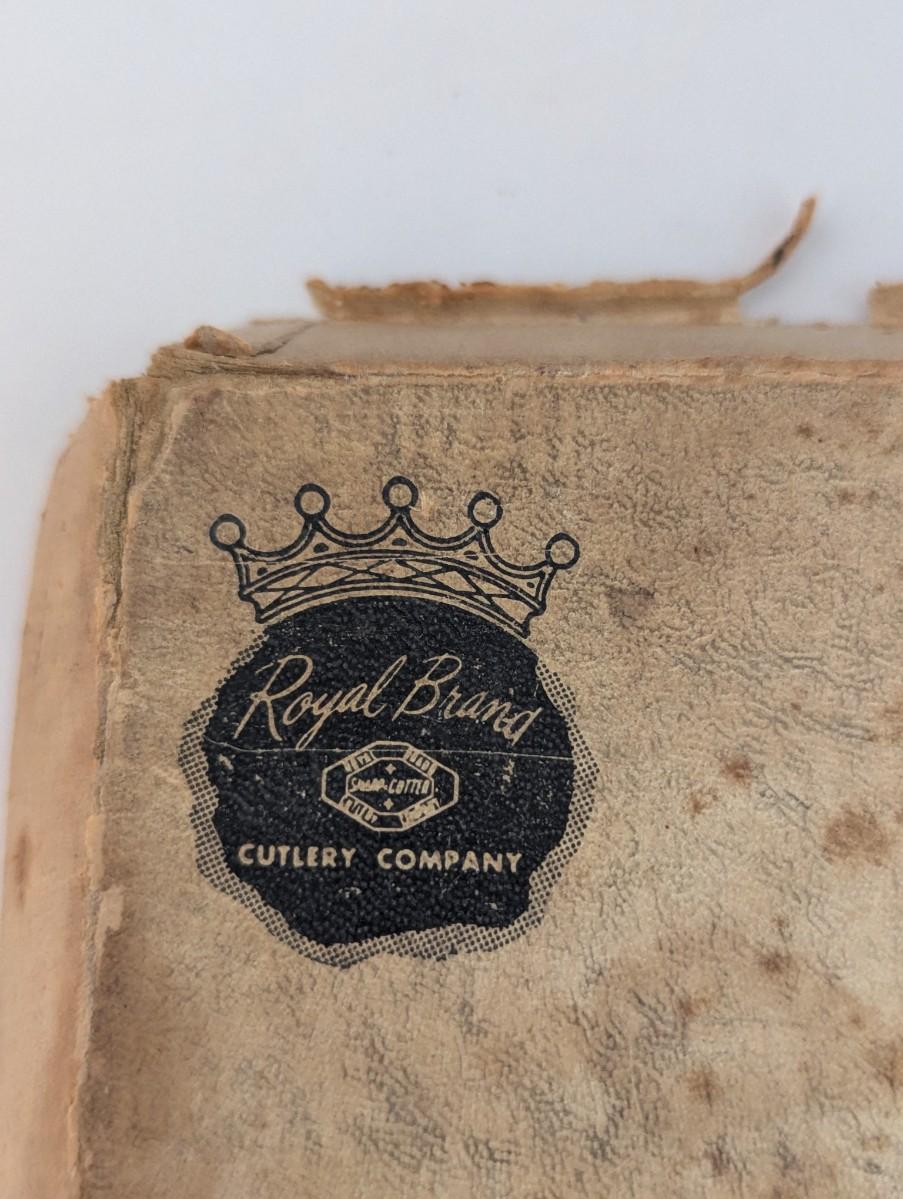 Royal Brand
SHARP-CUTTER
CUTLERY COMPANY